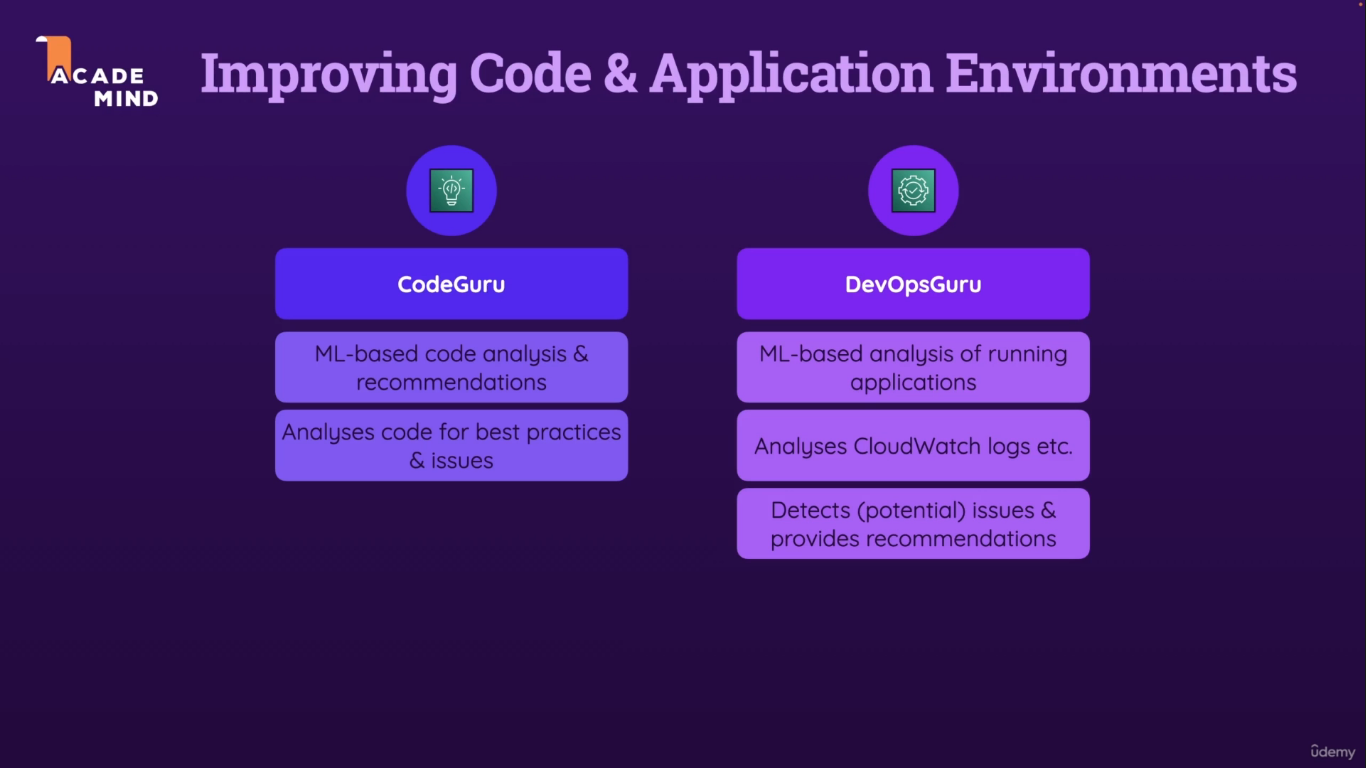 ACADE
MIND
Improving Code & Application Environments
CodeGuru
ML-based code analysis &
recommendations
Analyses code for best practices
& issues
DevOpsGuru
ML-based analysis of running
applications
Analyses CloudWatch logs etc.
Detects (potential) issues &
provides recommendations
udemy